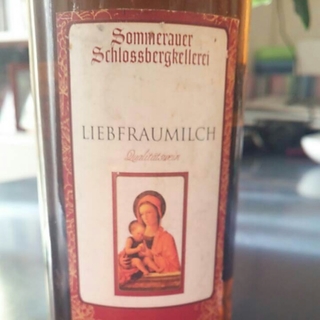 Sommerauer
Schlossbergkellerei
LIEBFRAUMILCH
Qualitätswein